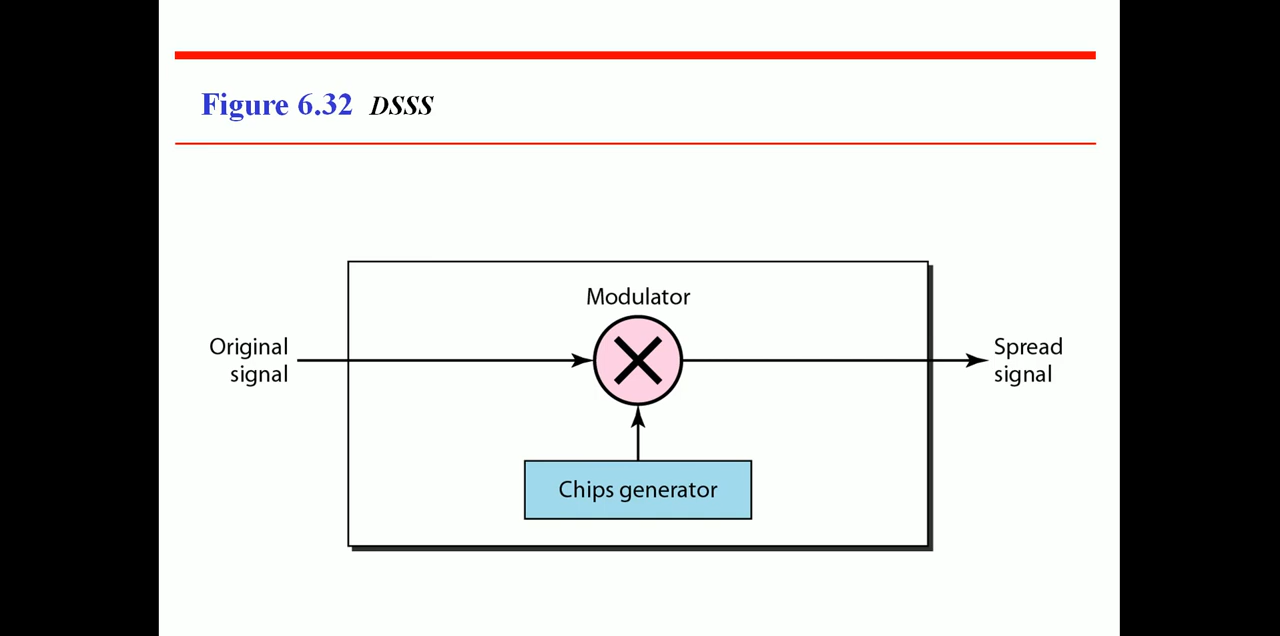 Figure 6.32 DSSS
Modulator
Original
signal
Spread
signal
Chips generator